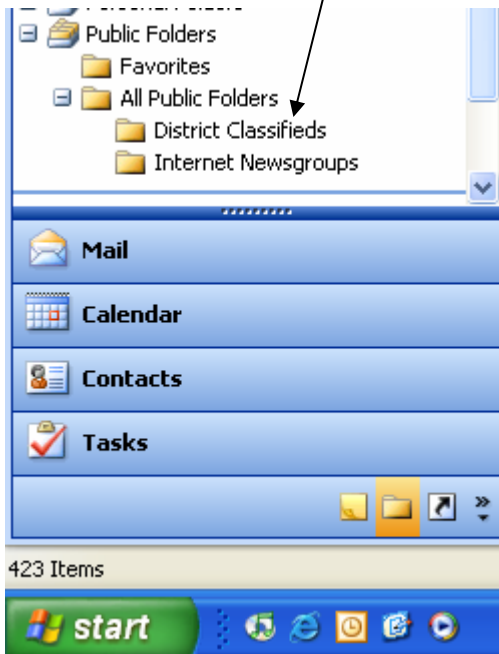 Public Folders
Favorites
All Public Folders
District Classifieds
Internet Newsgroups
Mail
Calendar
Contacts
Tasks
423 Items
start